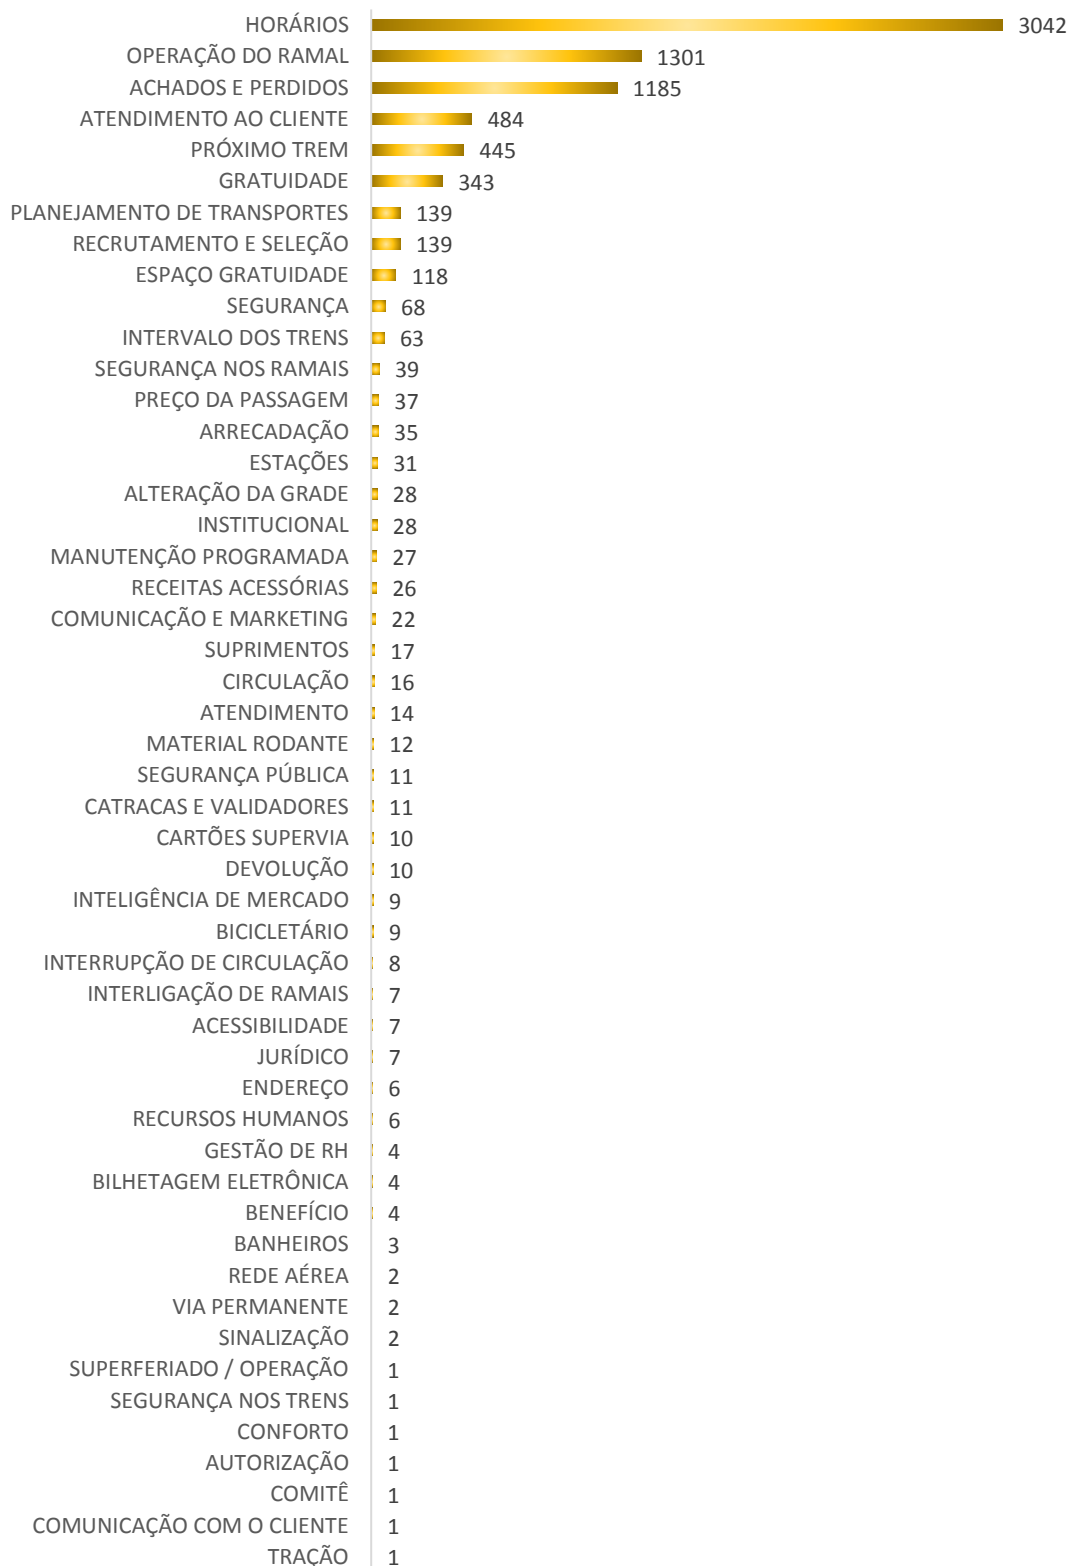 HORÁRIOS 3042
OPERAÇÃO DO RAMAL 1301
ACHADOS E PERDIDOS 1185
ATENDIMENTO AO CLIENTE 484
PRÓXIMO TREM 445
GRATUIDADE 343
PLANEJAMENTO DE TRANSPORTES 139
RECRUTAMENTO E SELEÇÃO 139
ESPAÇO GRATUIDADE 118
SEGURANÇA 68
INTERVALO DOS TRENS 63
SEGURANÇA NOS RAMAIS 39
PREÇO DA PASSAGEM 37
ARRECADAÇÃO 35
ESTAÇÕES 31
ALTERAÇÃO DA GRADE 28
INSTITUCIONAL 28
MANUTENÇÃO PROGRAMADA 27
RECEITAS ACESSÓRIAS 26
COMUNICAÇÃO E MARKETING 22
SUPRIMENTOS 17
CIRCULAÇÃO 16
ATENDIMENTO 14
MATERIAL RODANTE 12
SEGURANÇA PÚBLICA 11
CATRACAS E VALIDADORES 11
CARTÕES SUPERVIA 10
DEVOLUÇÃO 10
INTELIGÊNCIA DE MERCADO 9
BICICLETÁRIO 9
INTERRUPÇÃO DE CIRCULAÇÃO 8
INTERLIGAÇÃO DE RAMAIS 7
ACESSIBILIDADE 7
JURÍDICO 7
ENDEREÇO 6
RECURSOS HUMANOS 6
GESTÃO DE RH 4
BILHETAGEM ELETRÔNICA 4
BENEFÍCIO 4
BANHEIROS 3
REDE AÉREA 2
VIA PERMANENTE 2
SINALIZAÇÃO 2
SUPERFERIADO / OPERAÇÃO 1
SEGURANÇA NOS TRENS 1
CONFORTO 1
AUTORIZAÇÃO 1
COMITÊ 1
COMUNICAÇÃO COM O CLIENTE 1
TRAÇÃO 1